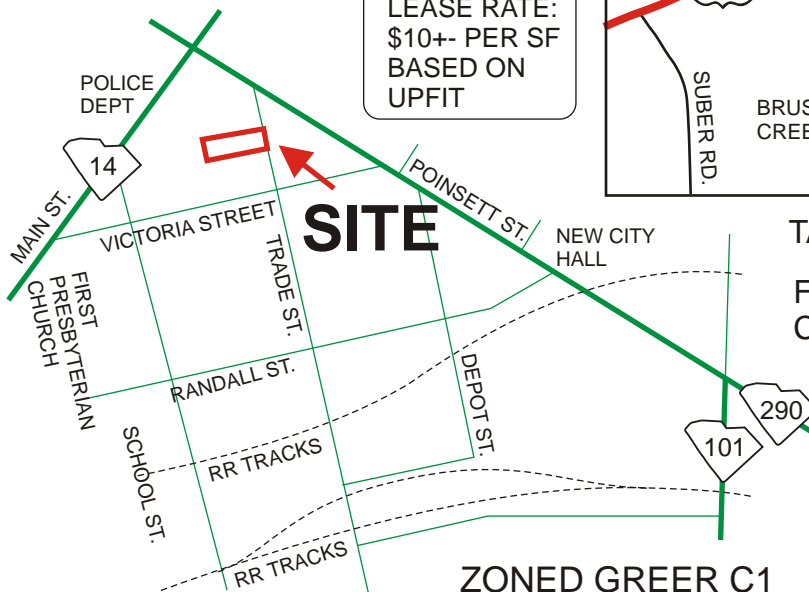 LEASE RATE:
$10+- PER SF
BASED ON
UPFIT
SUBER RD.
POLICE
DEPT
14
MAIN ST.
VICTORIA STREET
SITE
POINSETT ST.
NEW CITY
HALL
TRADE ST.
FIRST
PRESBYTERIAN
CHURCH
RANDALL ST.
DEPOT ST.
SCHOOL ST.
RR TRACKS
RR TRACKS
290
101
ZONED GREER C1